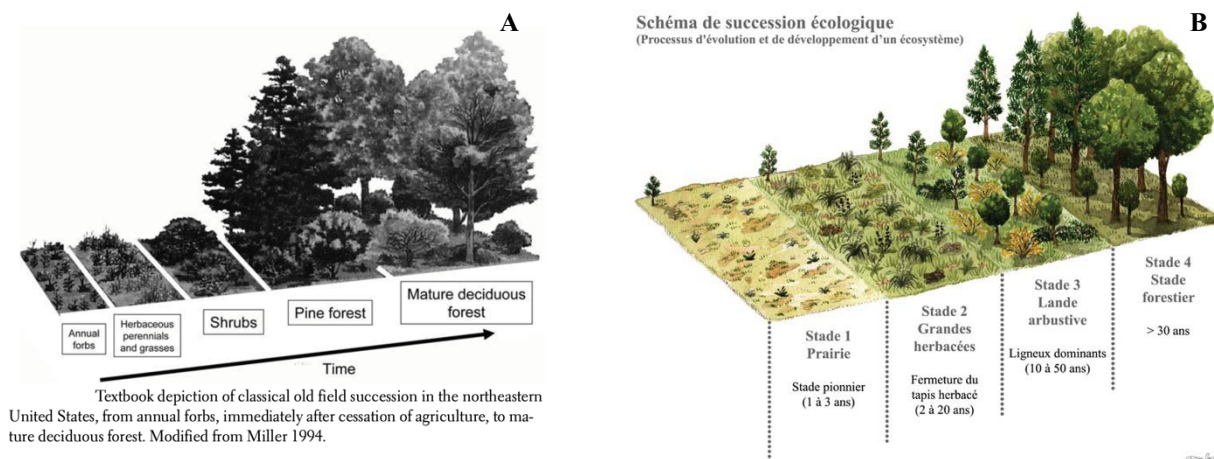 A
Annual
forbs
Herbaceous
perennials
and grasses
Shrubs
Pine forest
Mature deciduous
forest
Time
Textbook depiction of classical old field succession in the northeastern
United States, from annual forbs, immediately after cessation of agriculture, to ma-
ture deciduous forest. Modified from Miller 1994.
B
Schéma de succession écologique
(Processus d'évolution et de développement d'un écosystème)
Stade 1
Prairie
Stade pionnier
(1 à 3 ans)
Stade 2
Grandes
herbacées
Fermeture du
tapis herbacé
(2 à 20 ans)
Stade 3
Lande
arbustive
Ligneux dominants
(10 à 50 ans)
Stade 4
Stade
forestier
> 30 ans